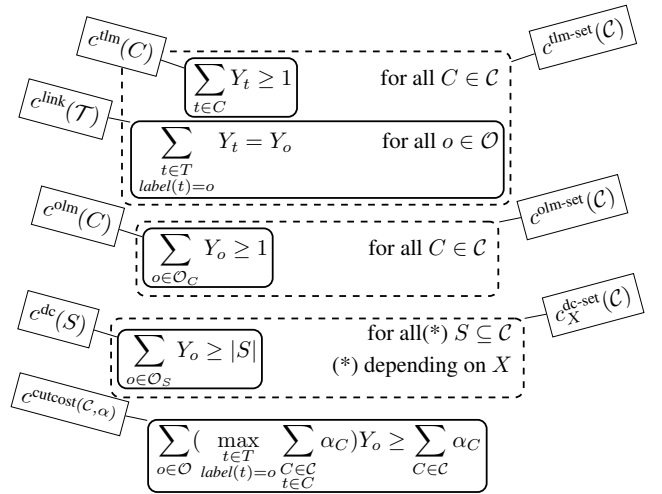 c^tlm(C)
c^tlm-set(𝒞)
∑_{t∈C} Y_t ≥ 1 for all C ∈ 𝒞
c^link(𝒯)
∑_{t∈T label(t)=o} Y_t = Y_o for all o ∈ 𝒪
c^olm(C)
c^olm-set(𝒞)
∑_{o∈𝒪_C} Y_o ≥ 1 for all C ∈ 𝒞
c^dc(S)
c_X^dc-set(𝒞)
∑_{o∈𝒪_S} Y_o ≥ |S| for all(*) S ⊆ 𝒞
(*) depending on X
c^cutcost(𝒞,α)
∑_{o∈𝒪} ( max_{t∈T label(t)=o} ∑_{C∈𝒞 t∈C} α_C)Y_o ≥ ∑_{C∈𝒞} α_C